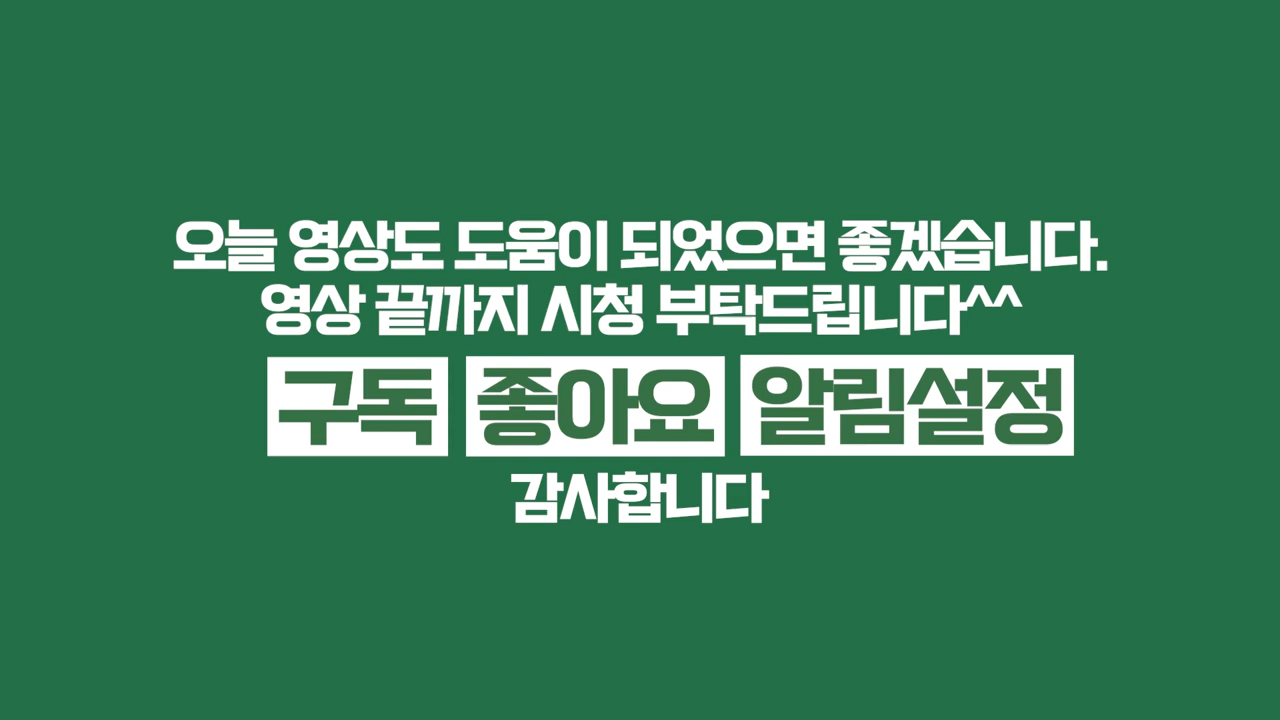 오늘 영상도 도움이 되었으면 좋겠습니다.
영상 끝까지 시청 부탁드립니다^^
구독 좋아요 알림설정
감사합니다